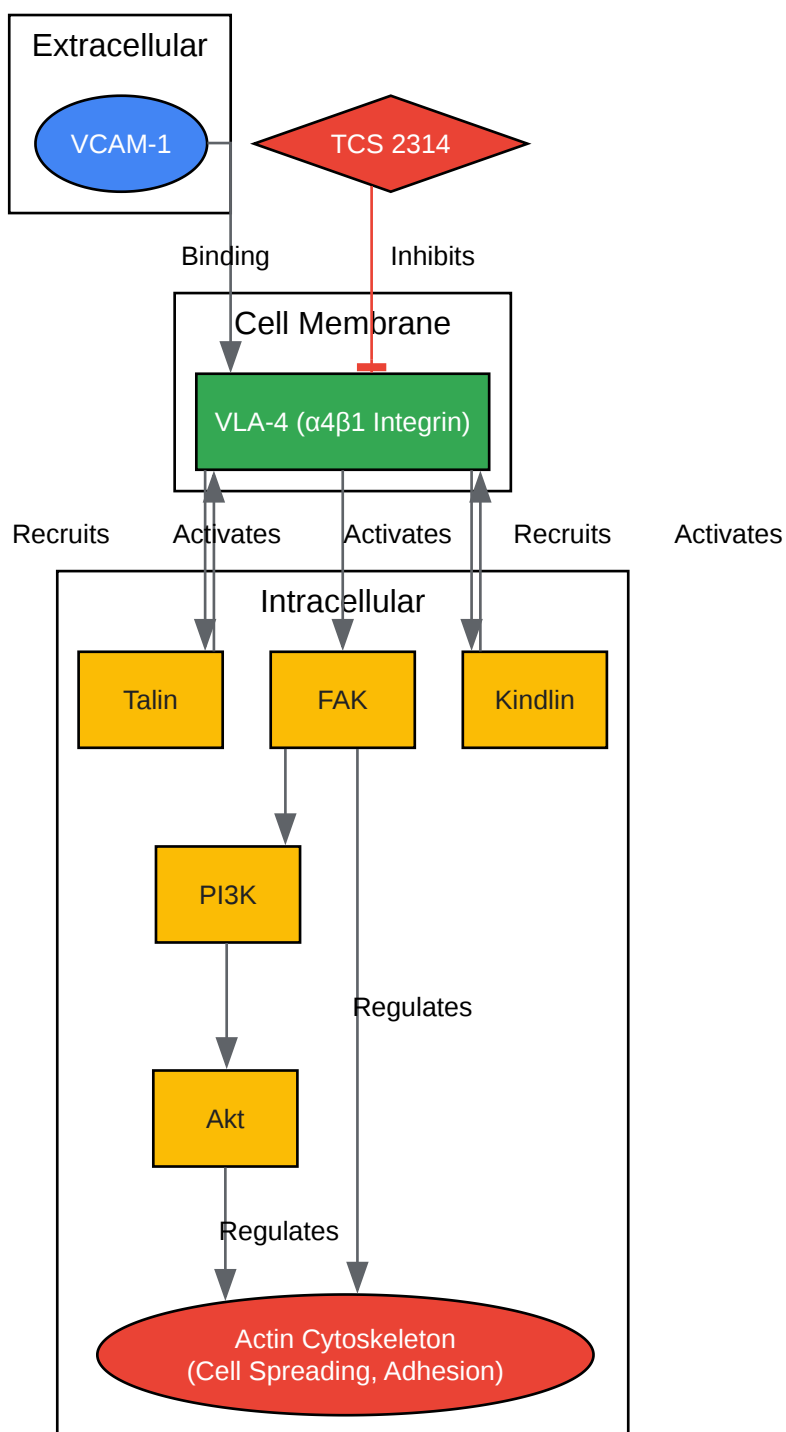 Extracellular
VCAM-1
TCS 2314
Binding
Inhibits
Cell Membrane
VLA-4 (α4β1 Integrin)
Recruits
Activates
Activates
Recruits
Activates
Intracellular
Talin
FAK
Kindlin
PI3K
Regulates
Akt
Regulates
Actin Cytoskeleton
(Cell Spreading, Adhesion)